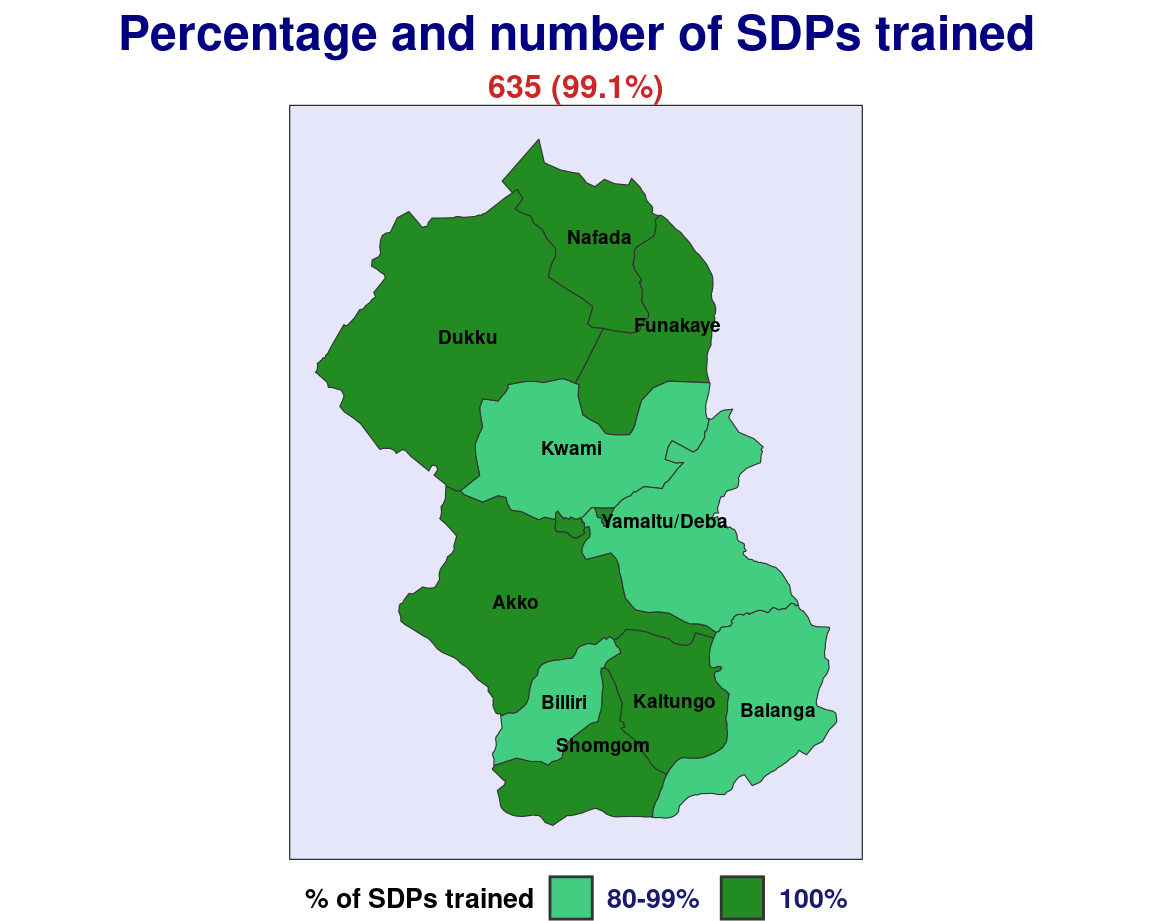 Percentage and number of SDPs trained
635 (99.1%)
Nafada
Funakaye
Dukku
Kwami
Yamaltu/Deba
Akko
Billiri
Kaltungo
Balanga
Shomgom
% of SDPs trained 80-99% 100%